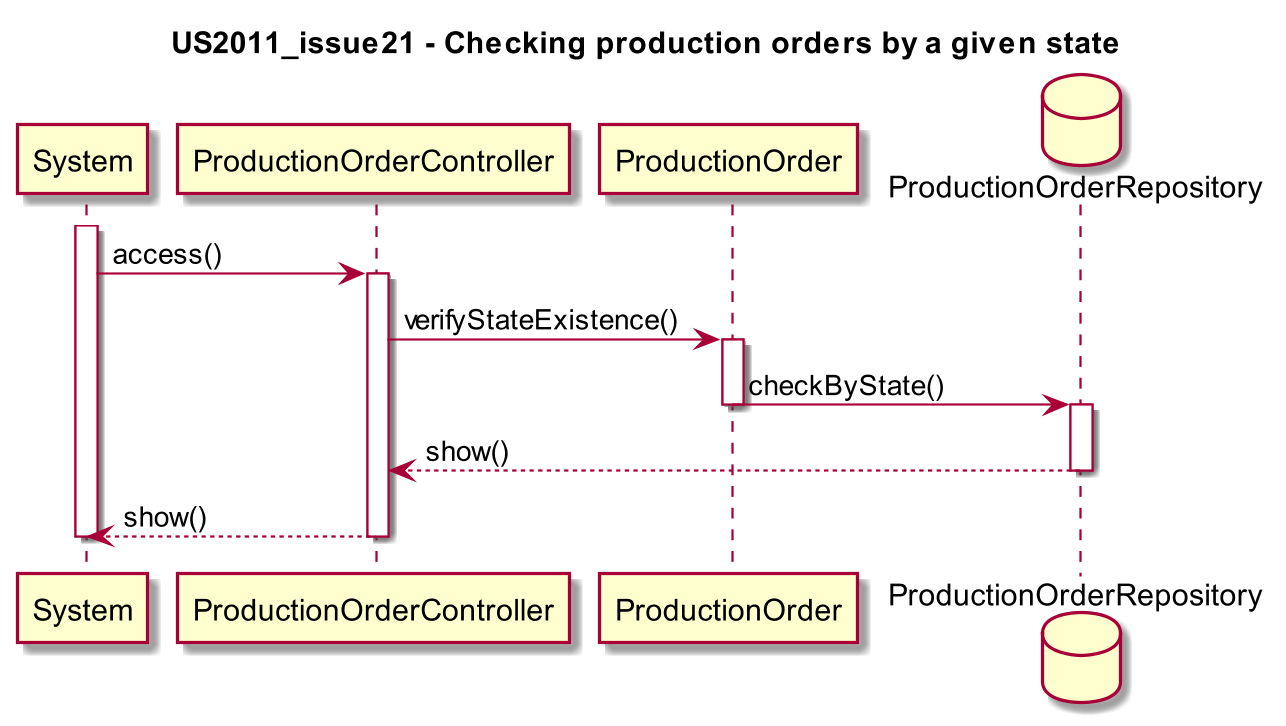 US2011_issue21 - Checking production orders by a given state
System
ProductionOrderController
ProductionOrder
ProductionOrderRepository
access()
verifyStateExistence()
checkByState()
show()
show()
System
ProductionOrderController
ProductionOrder
ProductionOrderRepository